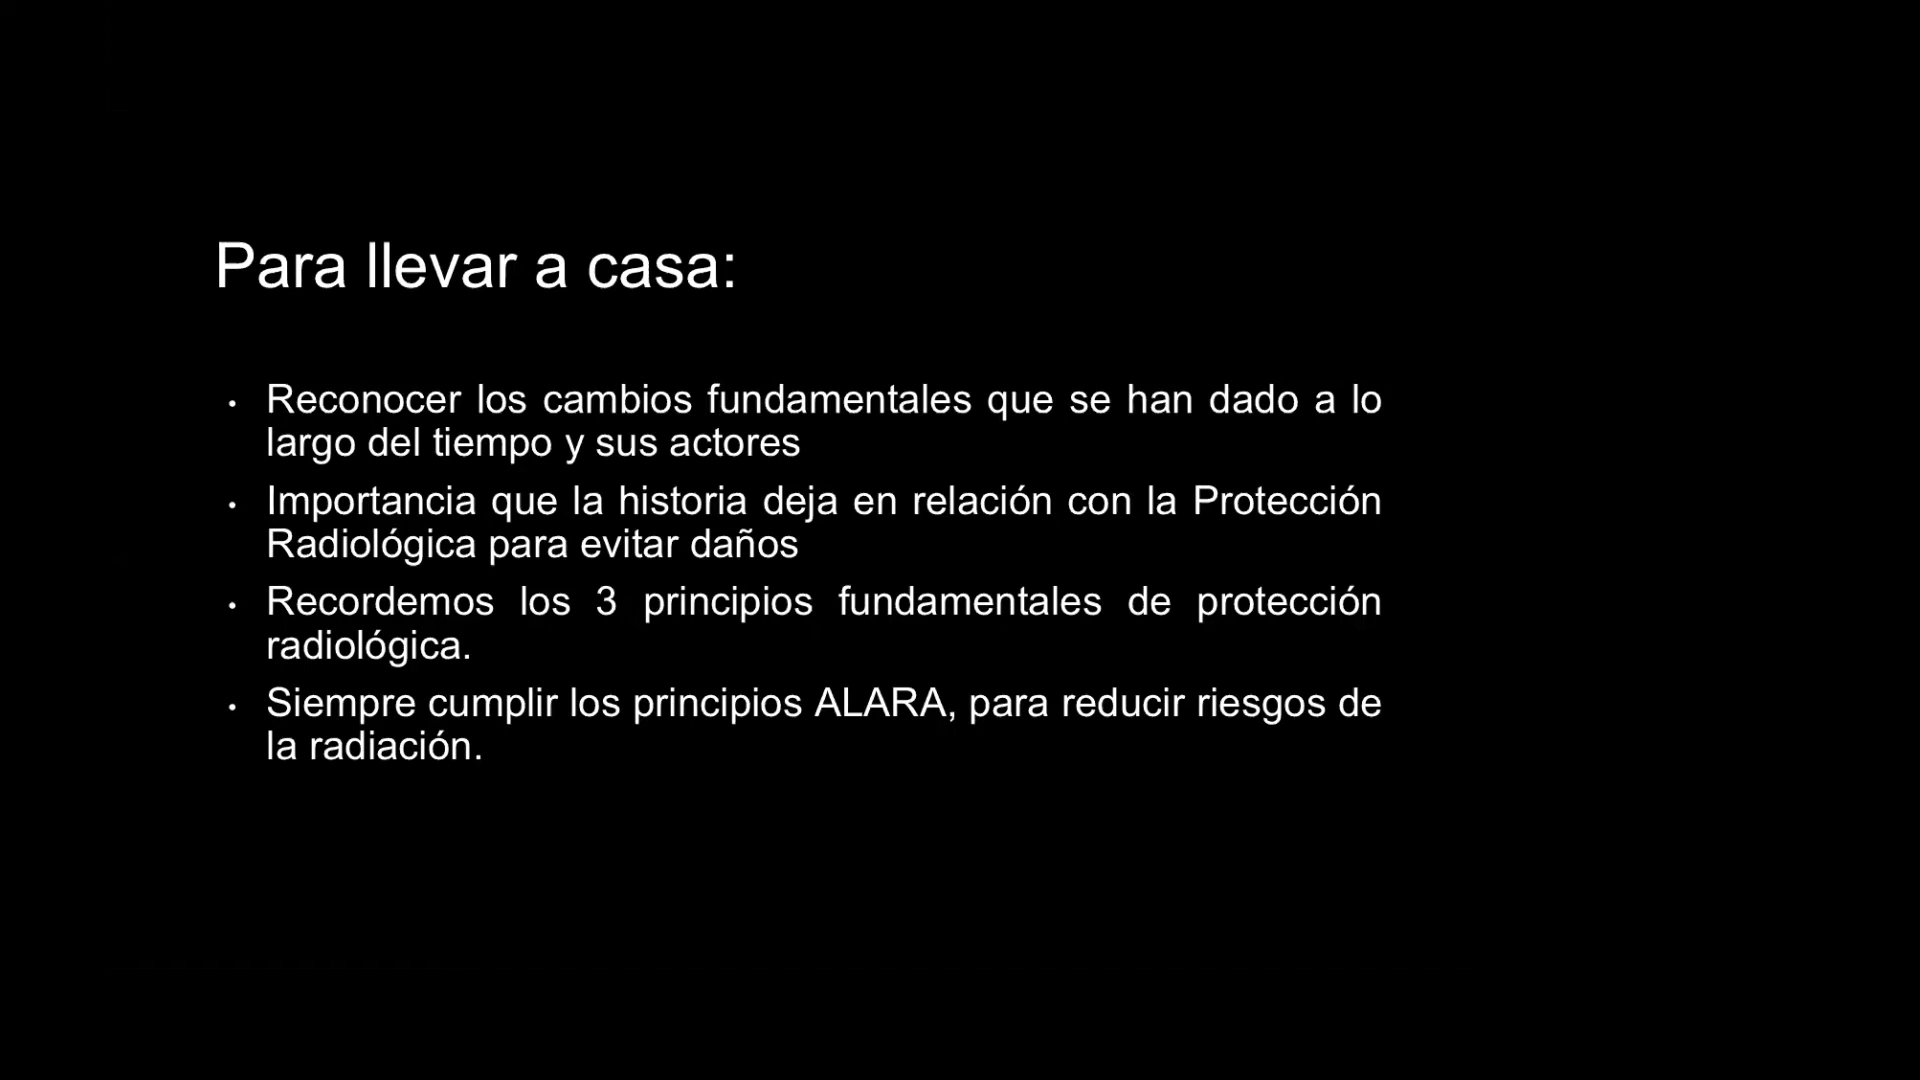 Para llevar a casa:
• Reconocer los cambios fundamentales que se han dado a lo
largo del tiempo y sus actores
• Importancia que la historia deja en relación con la Protección
Radiológica para evitar daños
• Recordemos los 3 principios fundamentales de protección
radiológica.
• Siempre cumplir los principios ALARA, para reducir riesgos de
la radiación.